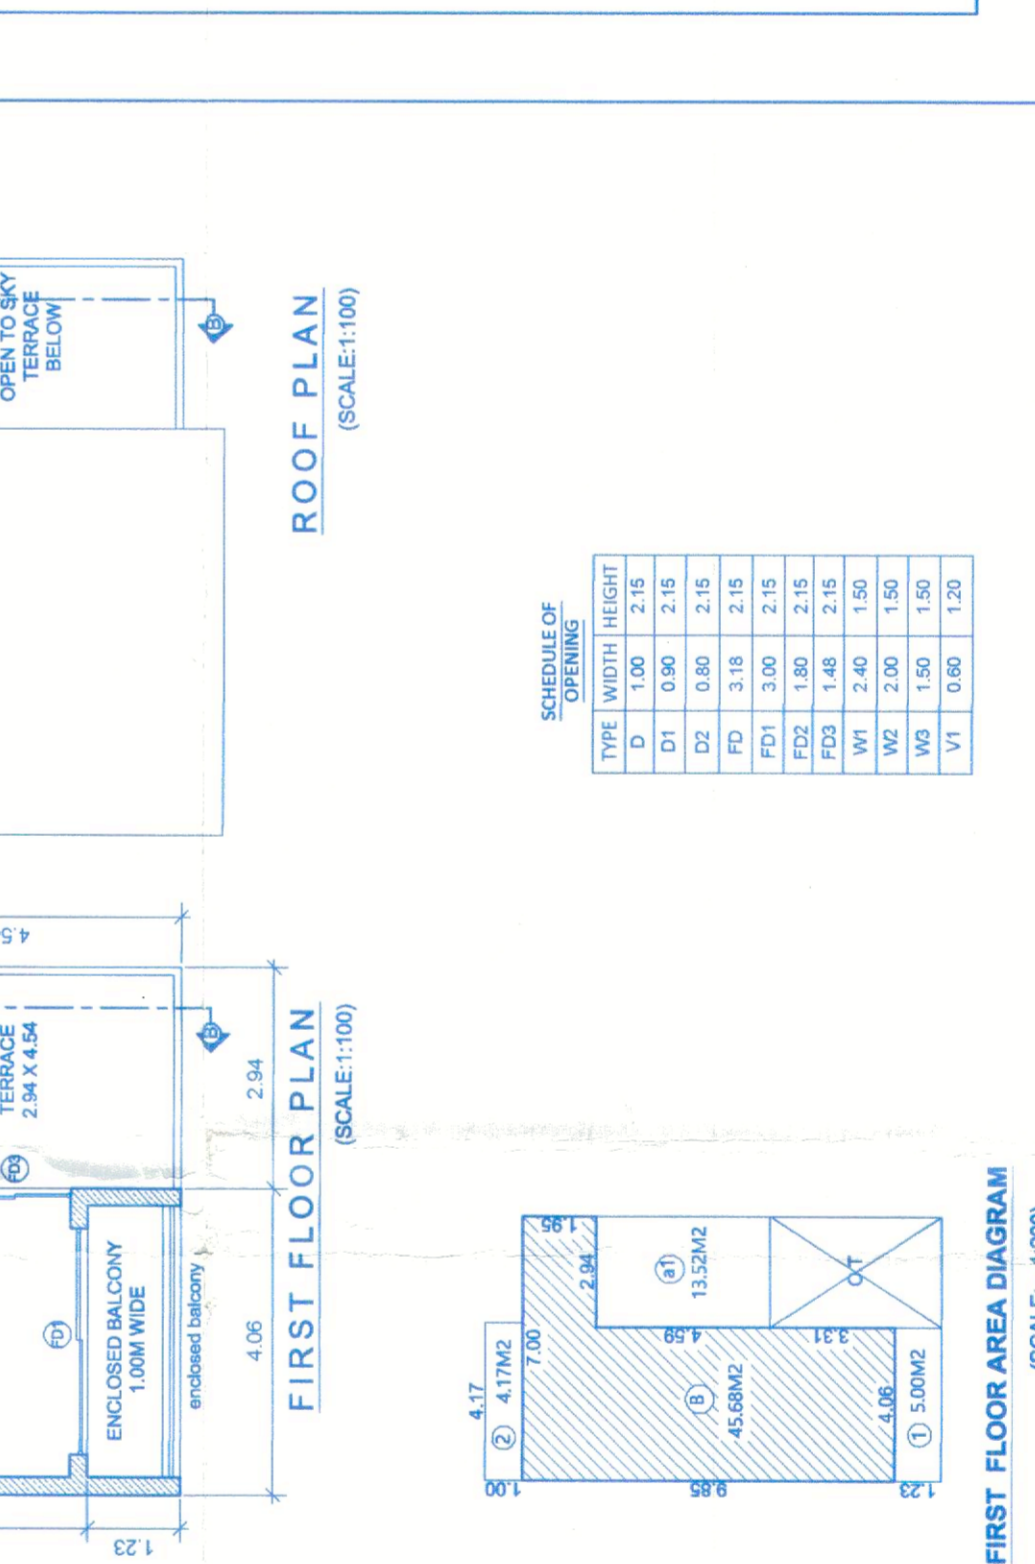 OPEN TO SKY
TERRACE
BELOW
B
ROOF PLAN
(SCALE:1:100)
SCHEDULE OF
OPENING
TYPE WIDTH HEIGHT
D 1.00 2.15
D1 0.90 2.15
D2 0.80 2.15
FD 3.18 2.15
FD1 3.00 2.15
FD2 1.80 2.15
FD3 1.48 2.15
W1 2.40 1.50
W2 2.00 1.50
W3 1.50 1.50
V1 0.60 1.20
TERRACE
2.94 X 4.54
FD3
B
FD1
ENCLOSED BALCONY
1.00M WIDE
enclosed balcony
1.23
4.06
2.94
FIRST FLOOR PLAN
(SCALE:1:100)
4.17
1.00
2 4.17M2
7.00
1.95
2.94
a1
13.52M2
4.59
3.31
O.T
B
45.68M2
9.85
4.06
1.23
1 5.00M2
FIRST FLOOR AREA DIAGRAM